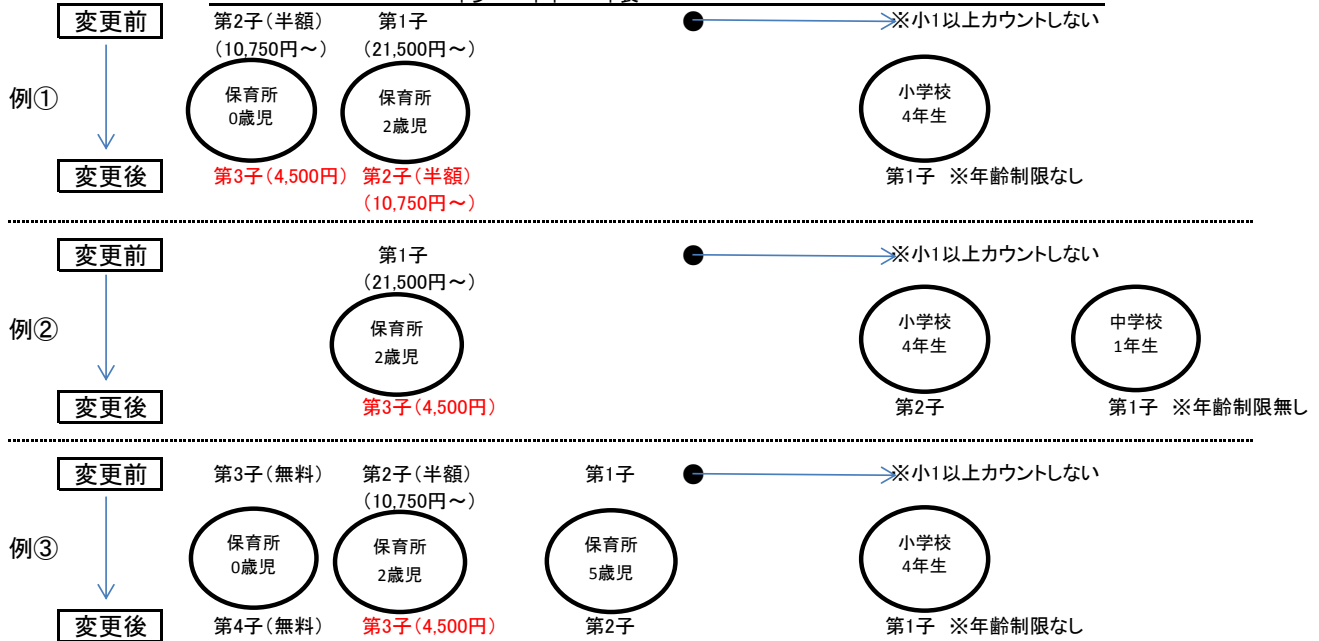 変更前 第2子(半額) 第1子 ※小1以上カウントしない
(10,750円～) (21,500円～)
例① 保育所 保育所 小学校
0歳児 2歳児 4年生
変更後 第3子(4,500円) 第2子(半額) 第1子 ※年齢制限なし
(10,750円～)
変更前 第1子 ※小1以上カウントしない
(21,500円～)
例② 保育所 小学校 中学校
2歳児 4年生 1年生
変更後 第3子(4,500円) 第2子 第1子 ※年齢制限無し
変更前 第3子(無料) 第2子(半額) 第1子 ※小1以上カウントしない
(10,750円～)
例③ 保育所 保育所 保育所 小学校
0歳児 2歳児 5歳児 4年生
変更後 第4子(無料) 第3子(4,500円) 第2子 第1子 ※年齢制限なし